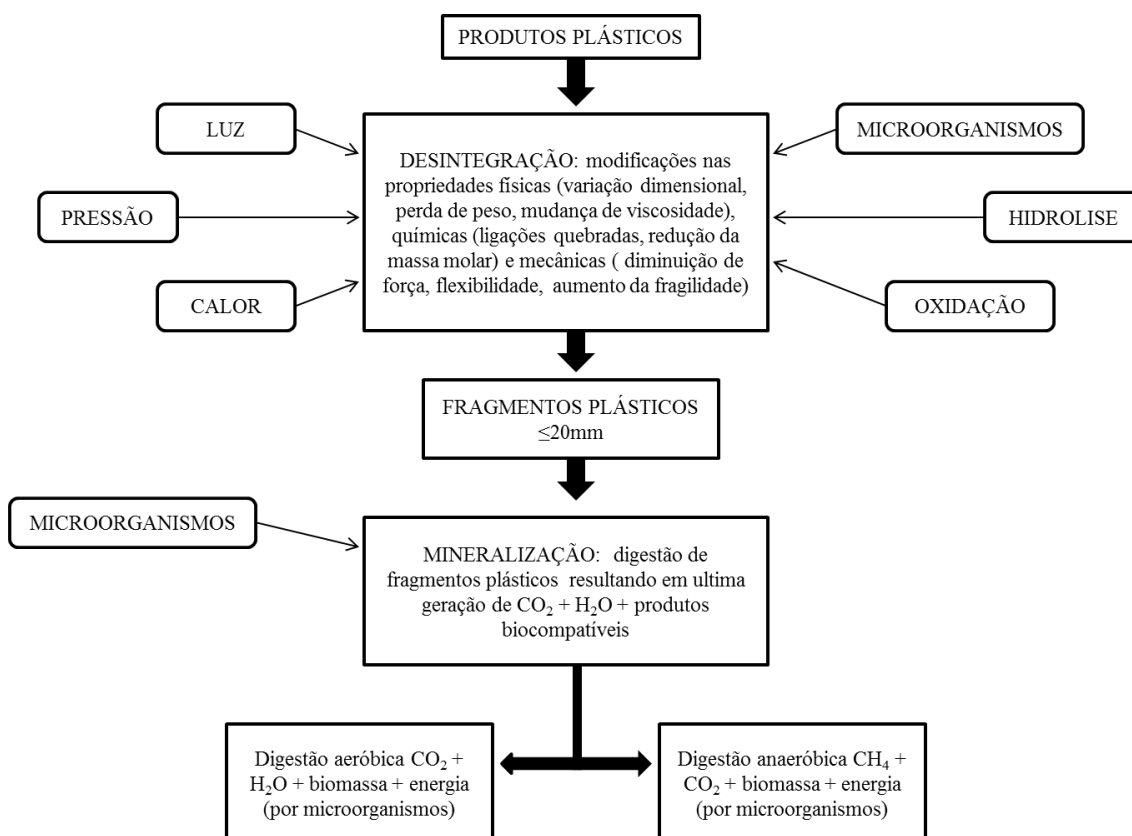 PRODUTOS PLÁSTICOS
LUZ
PRESSÃO
CALOR
DESINTEGRAÇÃO: modificações nas
propriedades físicas (variação dimensional,
perda de peso, mudança de viscosidade),
químicas (ligações quebradas, redução da
massa molar) e mecânicas ( diminuição de
força, flexibilidade, aumento da fragilidade)
MICROORGANISMOS
HIDROLISE
OXIDAÇÃO
FRAGMENTOS PLÁSTICOS
≤20mm
MICROORGANISMOS
MINERALIZAÇÃO: digestão de
fragmentos plásticos resultando em ultima
geração de CO₂ + H₂O + produtos
biocompatíveis
Digestão aeróbica CO₂ +
H₂O + biomassa + energia
(por microorganismos)
Digestão anaeróbica CH₄ +
CO₂ + biomassa + energia
(por microorganismos)